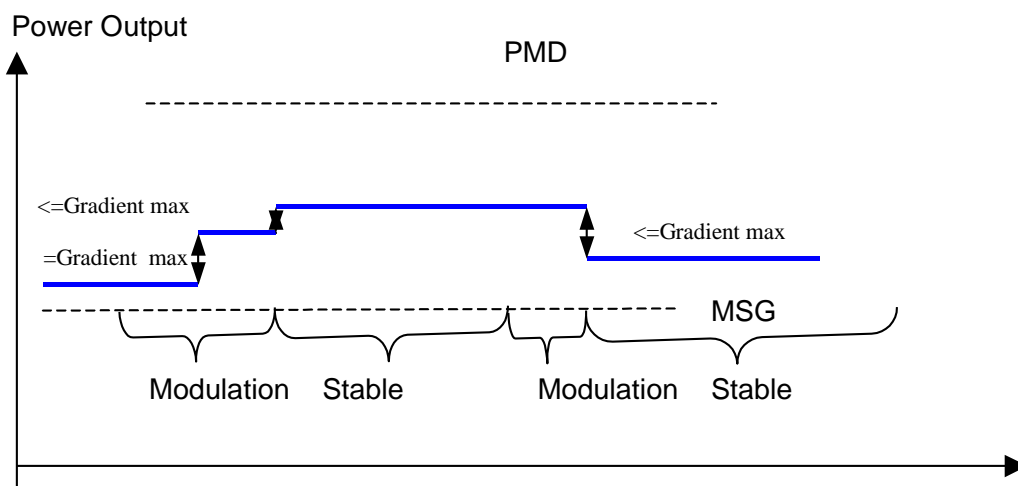 Power Output
PMD
<=Gradient max
<=Gradient max
=Gradient max
MSG
Modulation Stable Modulation Stable